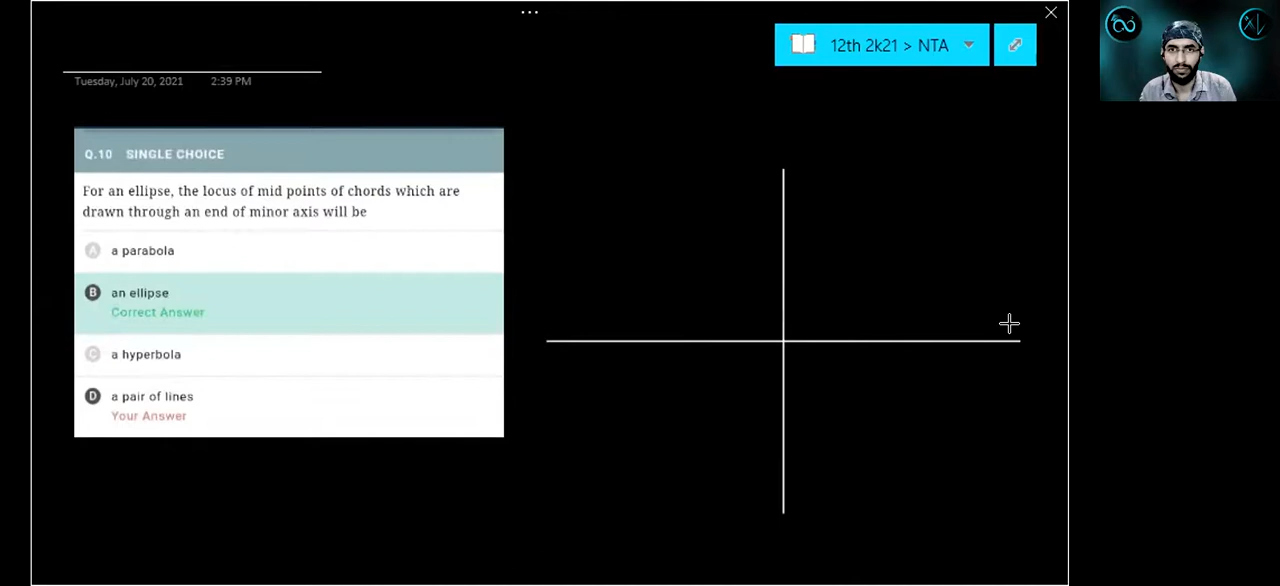 12th 2k21 > NTA
Tuesday, July 20, 2021 2:39 PM
Q.10 SINGLE CHOICE
For an ellipse, the locus of mid points of chords which are
drawn through an end of minor axis will be
A a parabola
B an ellipse
Correct Answer
C a hyperbola
D a pair of lines
Your Answer